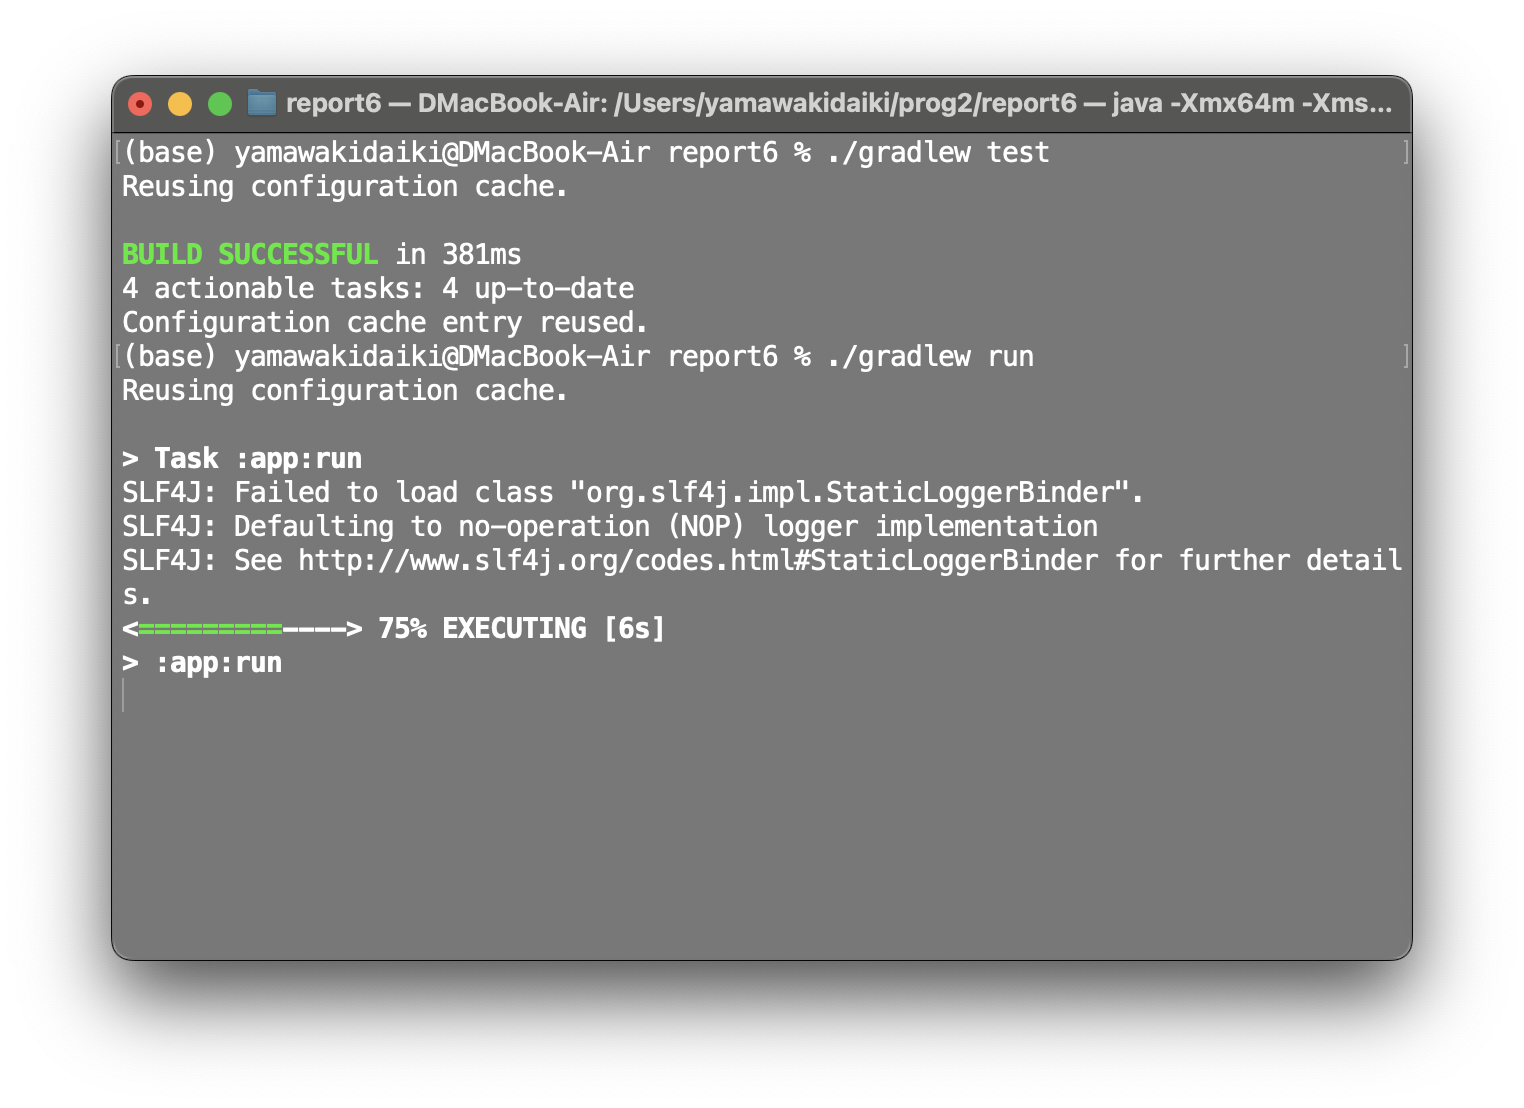 report6 — DMacBook-Air: /Users/yamawakidaiki/prog2/report6 — java -Xmx64m -Xms...
[(base) yamawakidaiki@DMacBook-Air report6 % ./gradlew test ]
Reusing configuration cache.
BUILD SUCCESSFUL in 381ms
4 actionable tasks: 4 up-to-date
Configuration cache entry reused.
[(base) yamawakidaiki@DMacBook-Air report6 % ./gradlew run ]
Reusing configuration cache.
> Task :app:run
SLF4J: Failed to load class "org.slf4j.impl.StaticLoggerBinder".
SLF4J: Defaulting to no-operation (NOP) logger implementation
SLF4J: See http://www.slf4j.org/codes.html#StaticLoggerBinder for further detail
s.
<=========----> 75% EXECUTING [6s]
> :app:run